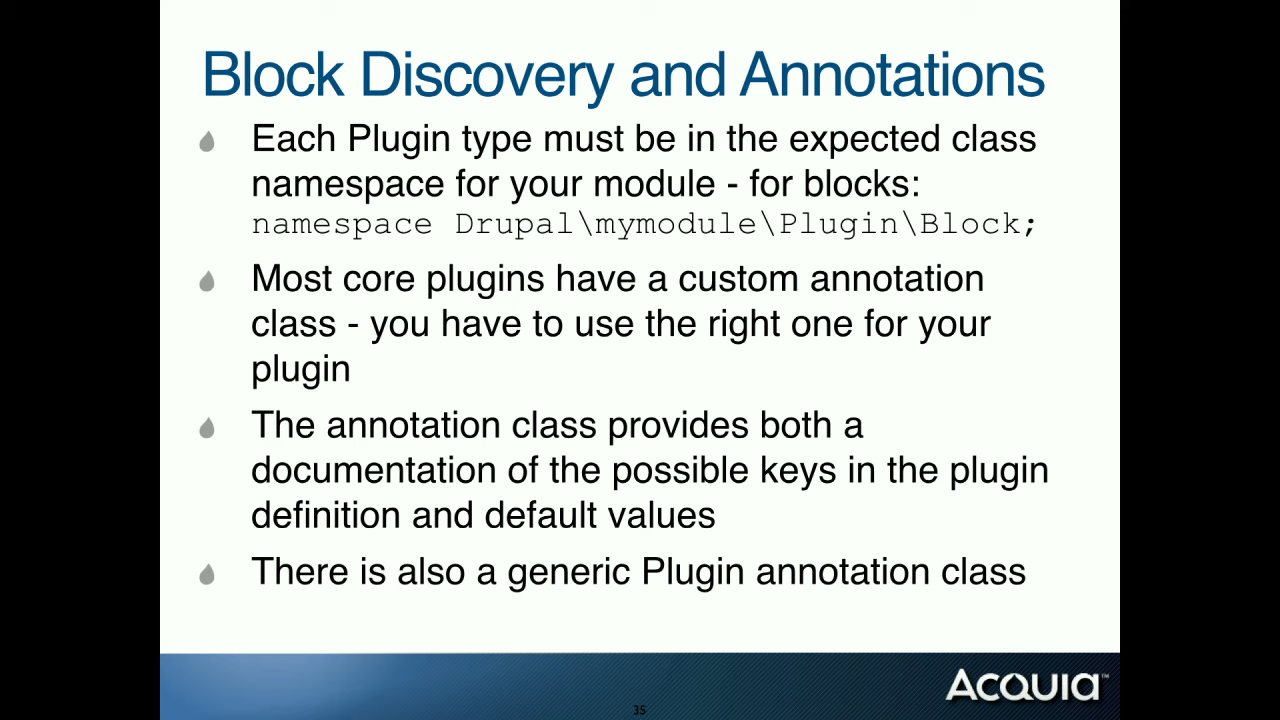 Block Discovery and Annotations
Each Plugin type must be in the expected class
namespace for your module - for blocks:
namespace Drupal\mymodule\Plugin\Block;
Most core plugins have a custom annotation
class - you have to use the right one for your
plugin
The annotation class provides both a
documentation of the possible keys in the plugin
definition and default values
There is also a generic Plugin annotation class
ACQUIA™
35